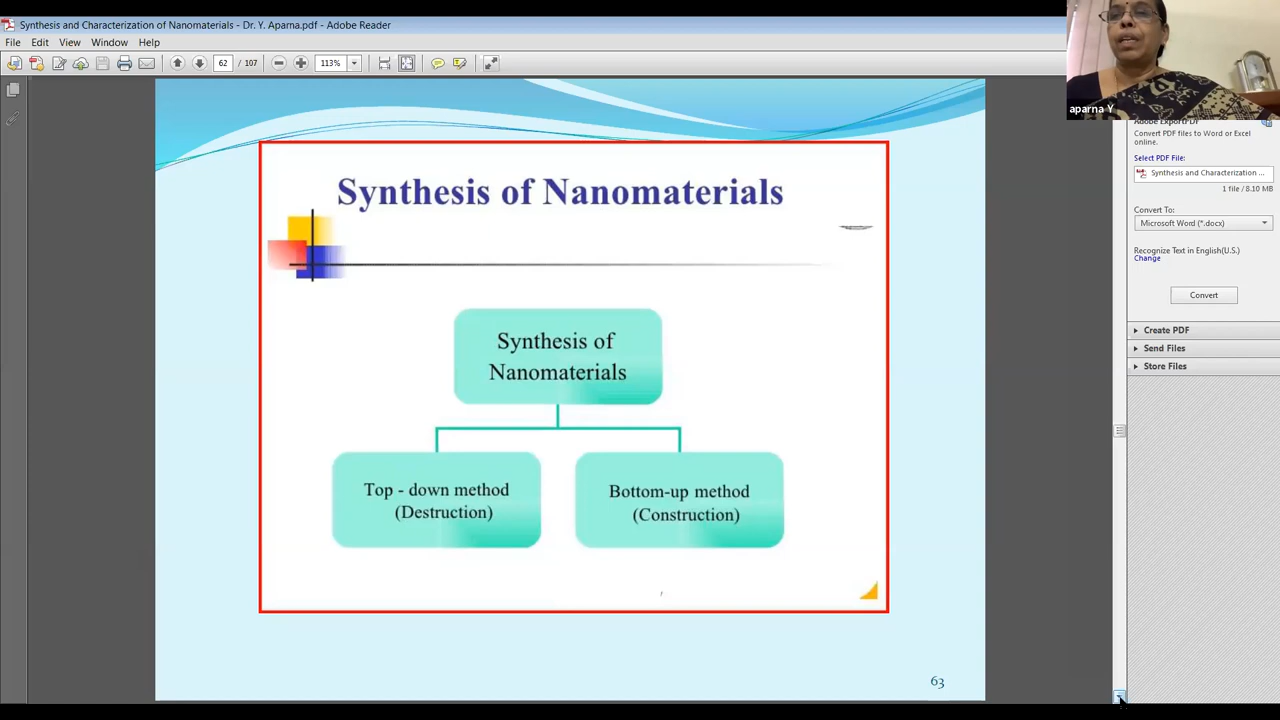 Synthesis and Characterization of Nanomaterials - Dr. Y. Aparna.pdf - Adobe Reader
File Edit View Window Help
62 / 107 113%
aparna Y
Synthesis of Nanomaterials
Synthesis of
Nanomaterials
Top - down method
(Destruction)
Bottom-up method
(Construction)
63
Adobe ExportPDF
Convert PDF files to Word or Excel
online.
Select PDF File:
Synthesis and Characterization ...
1 file / 8.10 MB
Convert To:
Microsoft Word (*.docx)
Recognize Text in English(U.S.)
Change
Convert
Create PDF
Send Files
Store Files